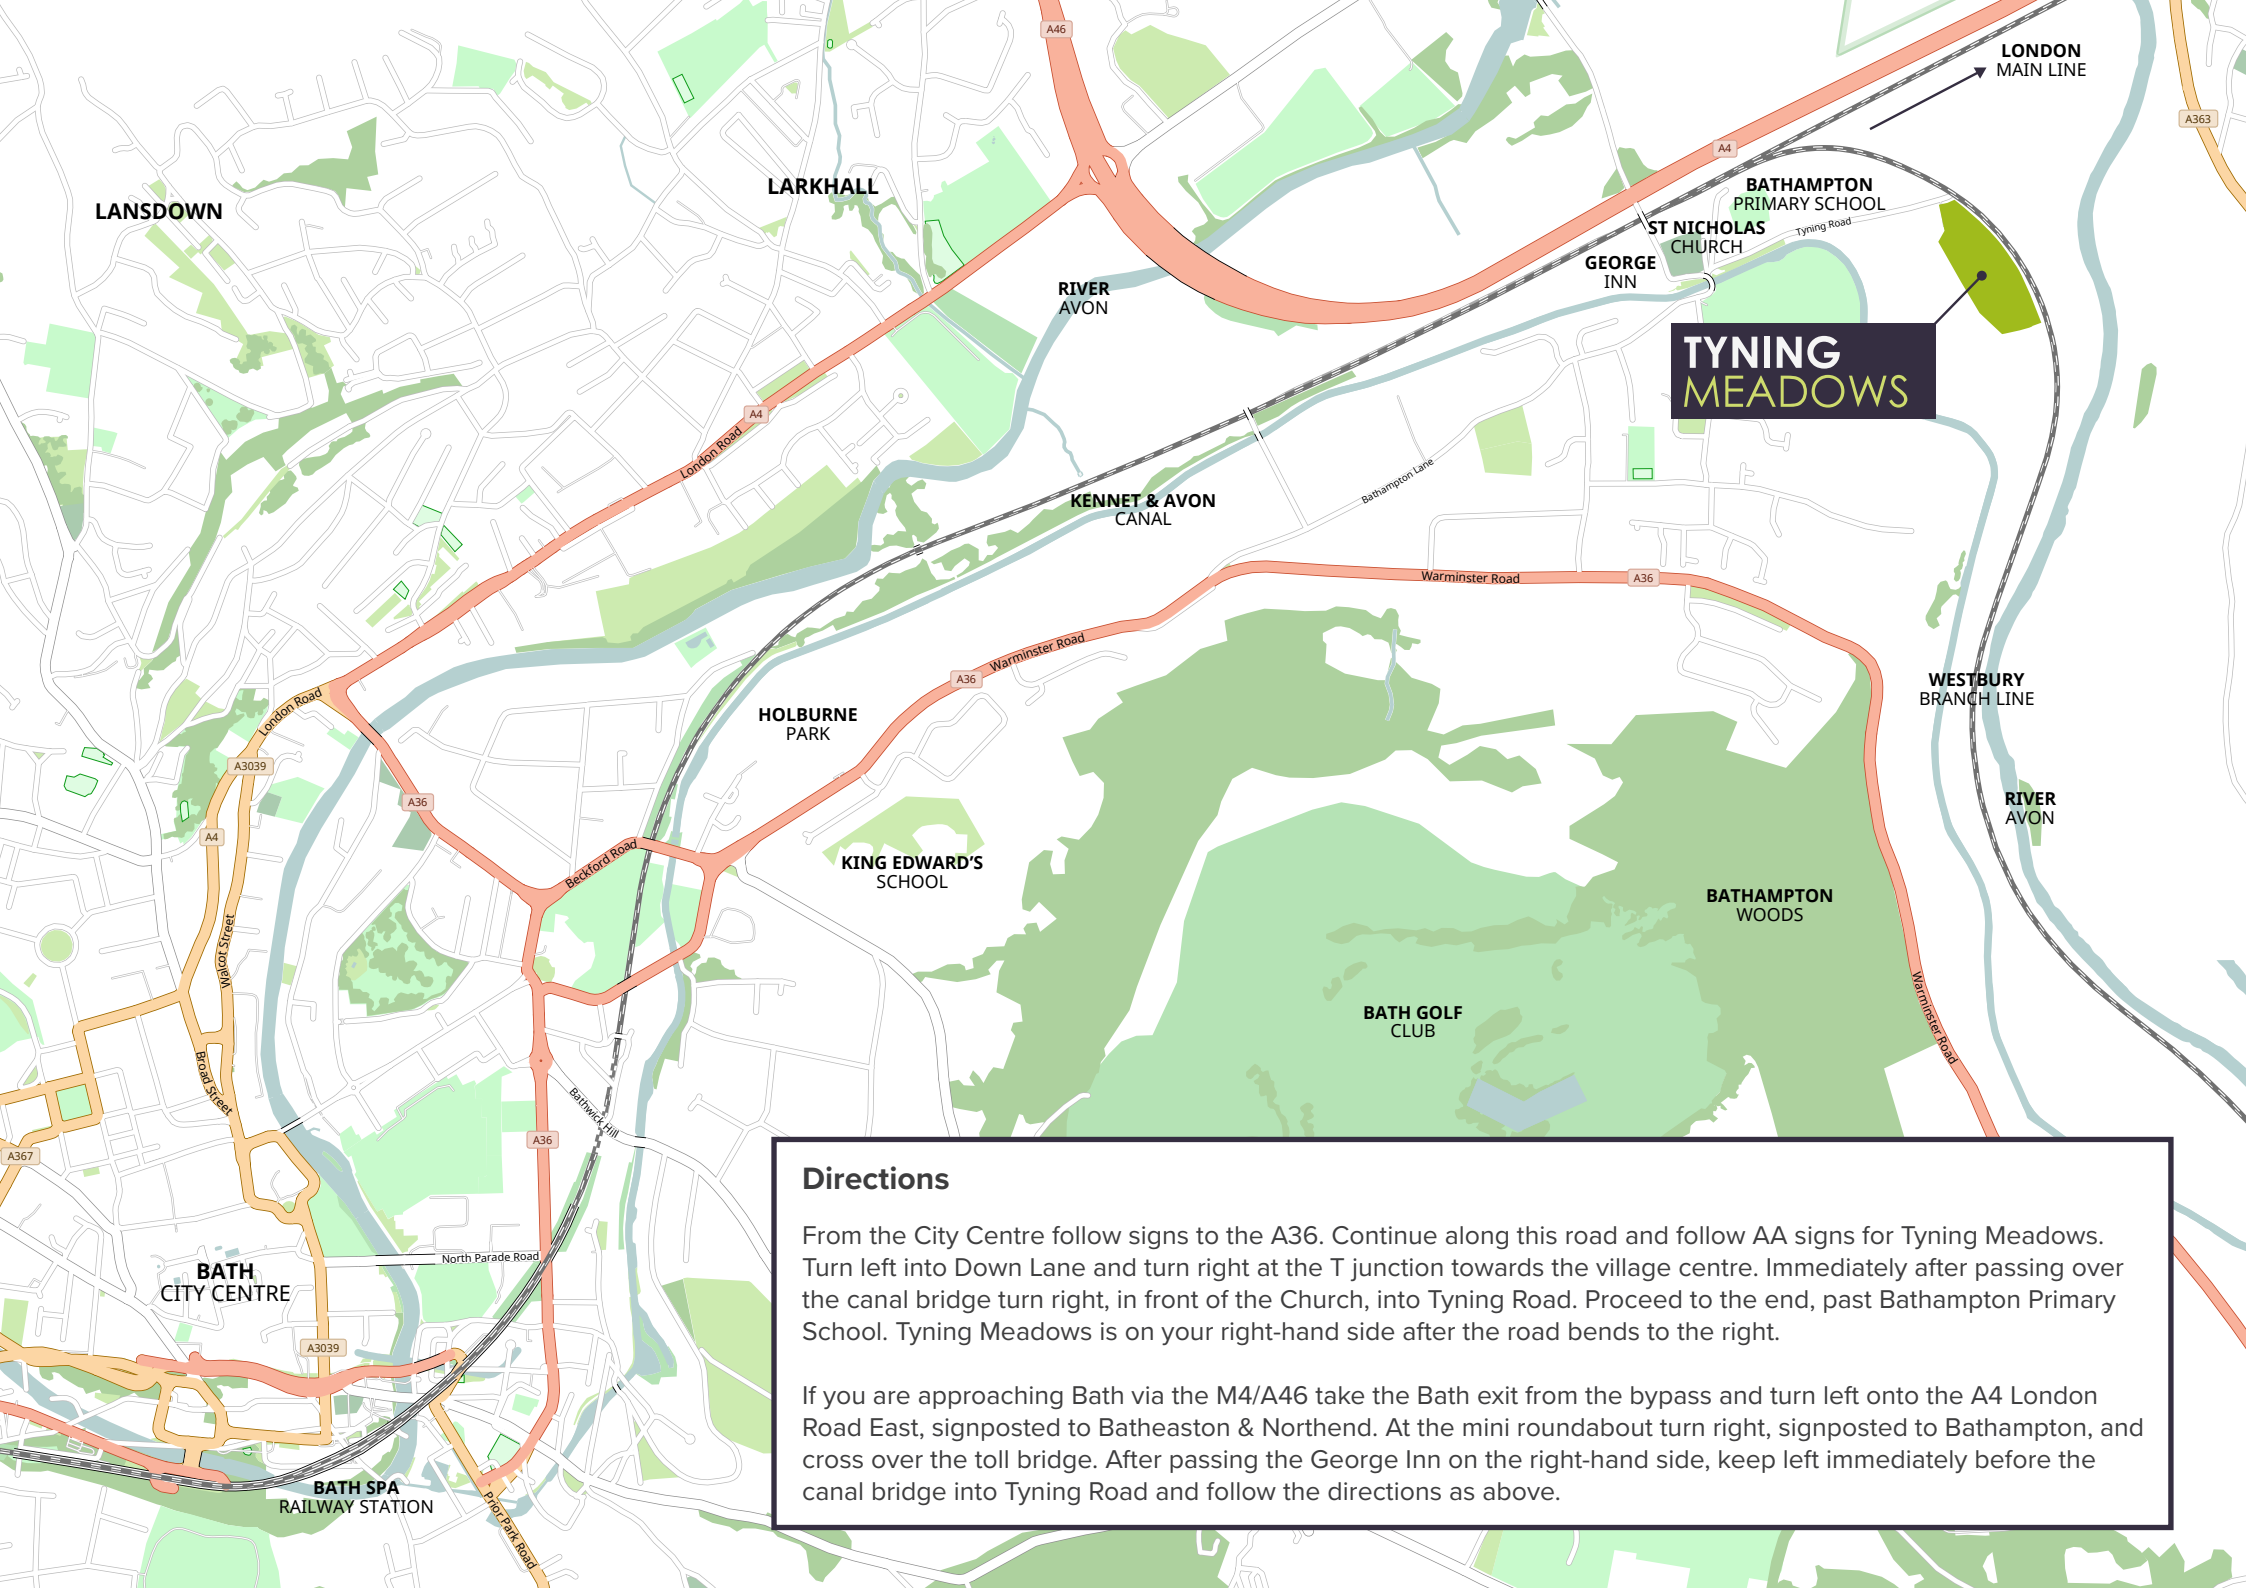 A46
LONDON
MAIN LINE
A363
A4
LARKHALL
LANSDOWN
BATHAMPTON
PRIMARY SCHOOL
ST NICHOLAS
CHURCH
Tyning Road
GEORGE
INN
RIVER
AVON
TYNING
MEADOWS
A4
London Road
Bathampton Lane
KENNET & AVON
CANAL
Warminster Road
A36
Warminster Road
A36
WESTBURY
BRANCH LINE
London Road
HOLBURNE
PARK
A3039
A36
RIVER
AVON
A4
Beckford Road
KING EDWARD'S
SCHOOL
BATHAMPTON
WOODS
Walcot Street
Warminster Road
BATH GOLF
CLUB
Broad Street
Bathwick Hill
A36
A367
North Parade Road
BATH
CITY CENTRE
A3039
BATH SPA
RAILWAY STATION
Prior Park Road
Directions
From the City Centre follow signs to the A36. Continue along this road and follow AA signs for Tyning Meadows.
Turn left into Down Lane and turn right at the T junction towards the village centre. Immediately after passing over
the canal bridge turn right, in front of the Church, into Tyning Road. Proceed to the end, past Bathampton Primary
School. Tyning Meadows is on your right-hand side after the road bends to the right.
If you are approaching Bath via the M4/A46 take the Bath exit from the bypass and turn left onto the A4 London
Road East, signposted to Batheaston & Northend. At the mini roundabout turn right, signposted to Bathampton, and
cross over the toll bridge. After passing the George Inn on the right-hand side, keep left immediately before the
canal bridge into Tyning Road and follow the directions as above.